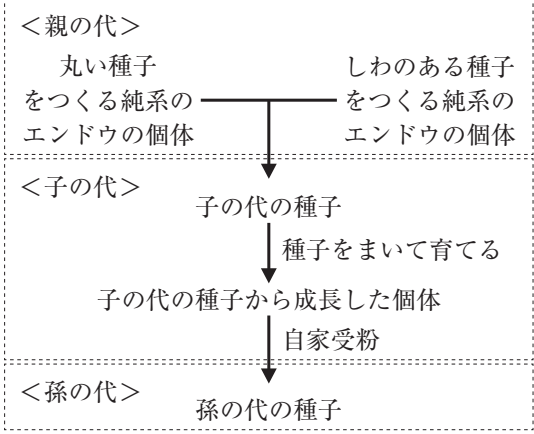 ＜親の代＞
丸い種子
をつくる純系の
エンドウの個体
しわのある種子
をつくる純系の
エンドウの個体
＜子の代＞
子の代の種子
種子をまいて育てる
子の代の種子から成長した個体
自家受粉
＜孫の代＞
孫の代の種子